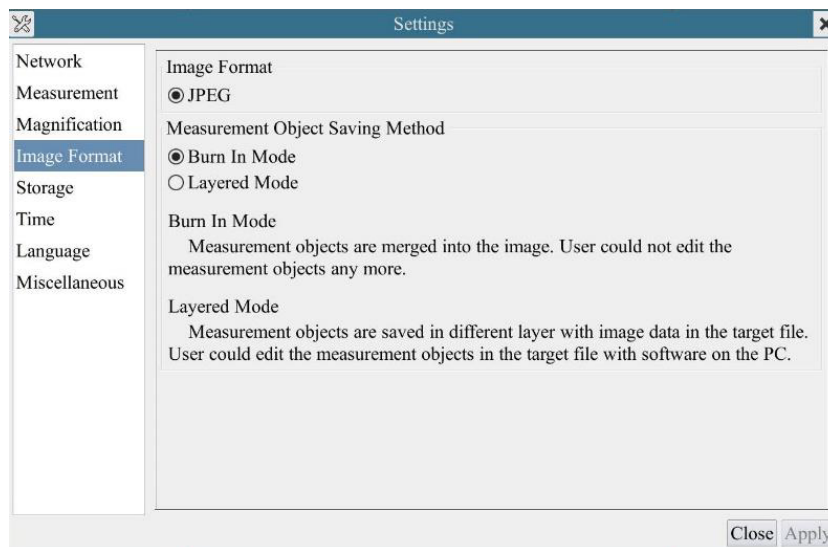 Settings
Network
Measurement
Magnification
Image Format
Storage
Time
Language
Miscellaneous
Image Format
JPEG
Measurement Object Saving Method
Burn In Mode
Layered Mode
Burn In Mode
Measurement objects are merged into the image. User could not edit the
measurement objects any more.
Layered Mode
Measurement objects are saved in different layer with image data in the target file.
User could edit the measurement objects in the target file with software on the PC.
Close
Apply